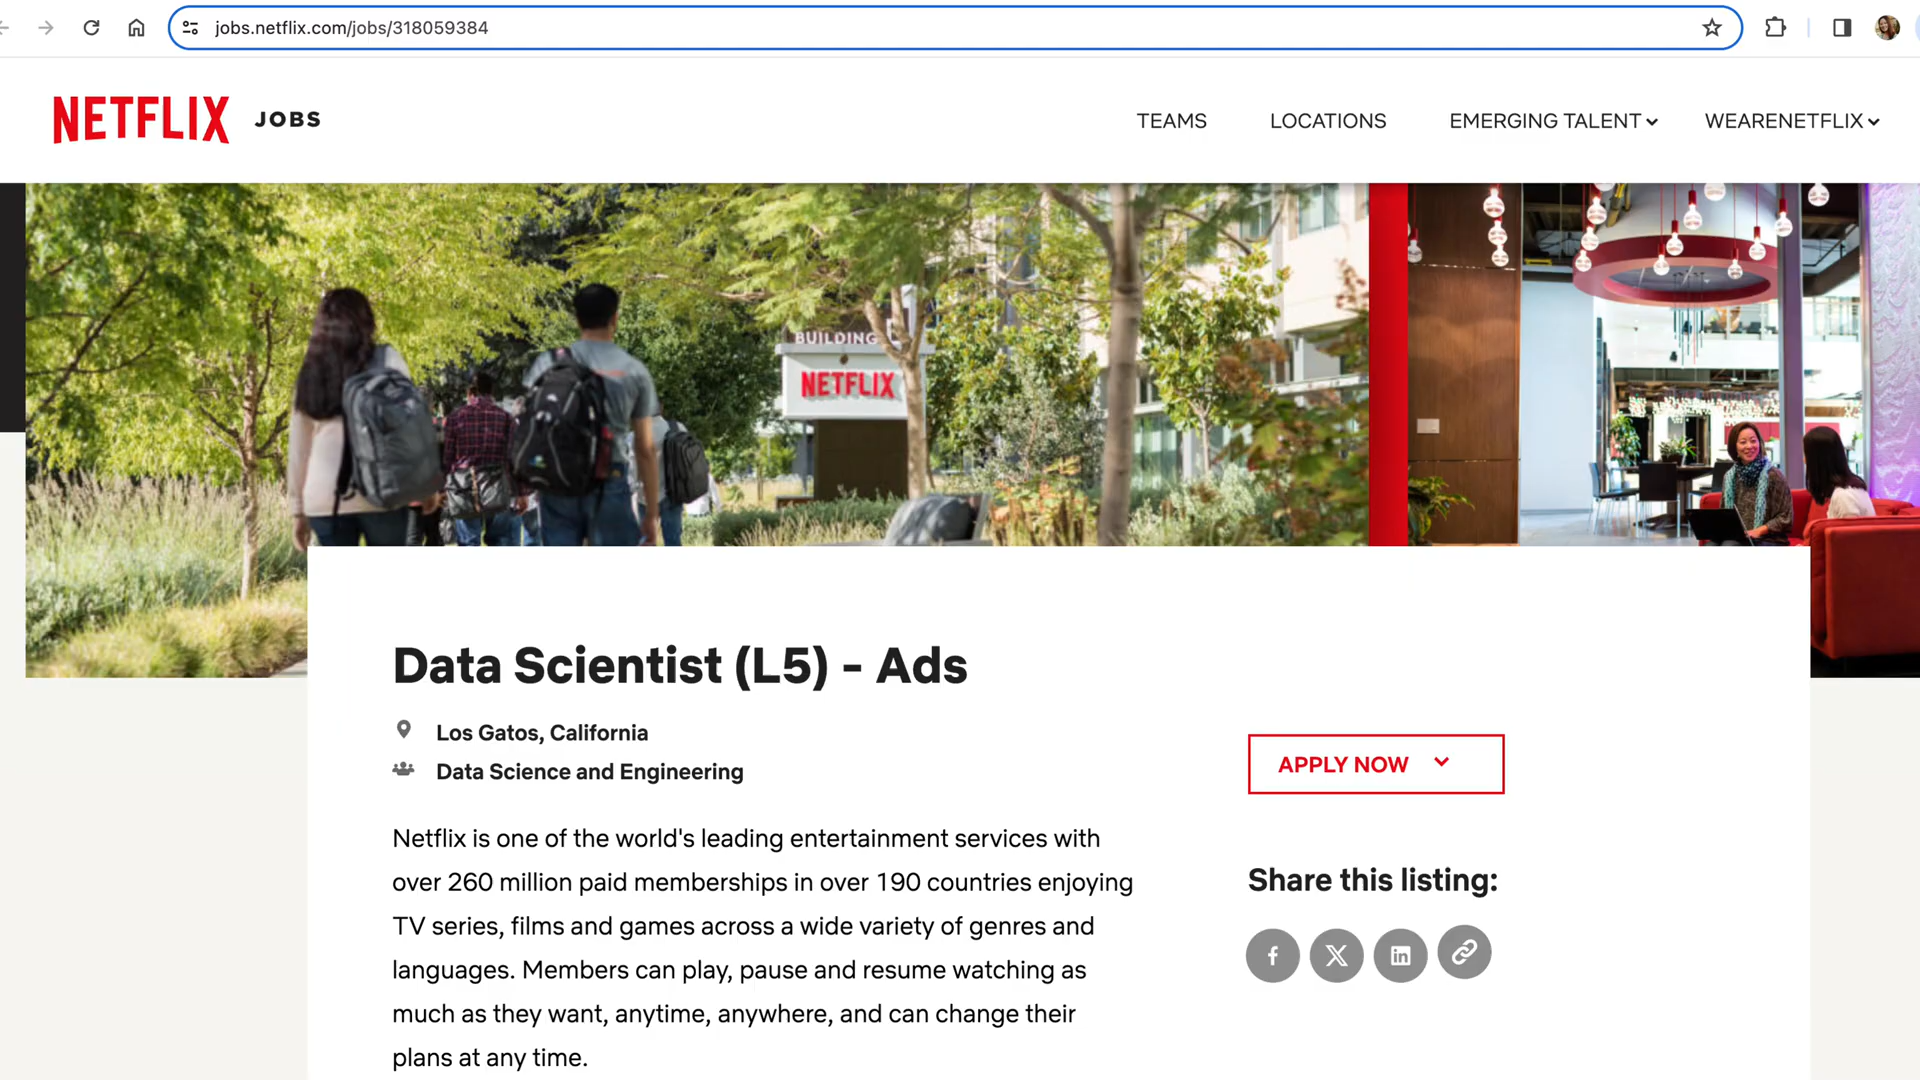 jobs.netflix.com/jobs/318059384
NETFLIX JOBS
TEAMS LOCATIONS EMERGING TALENT WEARENETFLIX
BUILDING
NETFLIX
Data Scientist (L5) - Ads
Los Gatos, California
Data Science and Engineering
APPLY NOW
Netflix is one of the world's leading entertainment services with
over 260 million paid memberships in over 190 countries enjoying
TV series, films and games across a wide variety of genres and
languages. Members can play, pause and resume watching as
much as they want, anytime, anywhere, and can change their
plans at any time.
Share this listing: